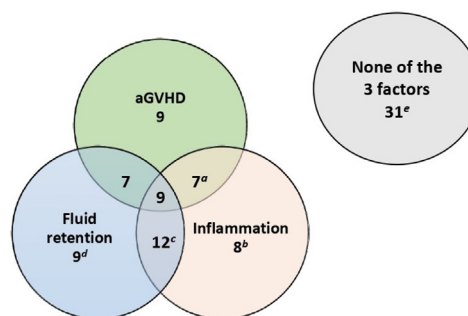 aGVHD
9
None of the
3 factors
31ᵉ
7
7ᵃ
9
Fluid
retention
9ᵈ
12ᶜ
Inflammation
8ᵇ